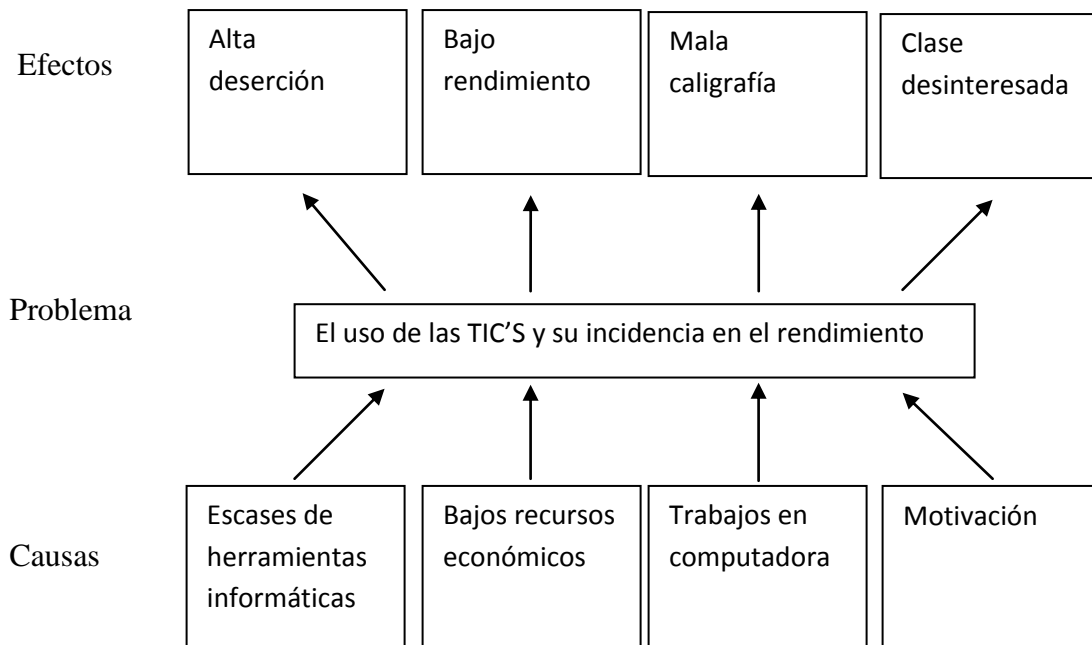 Efectos
Alta
deserción
Bajo
rendimiento
Mala
caligrafía
Clase
desinteresada
Problema
El uso de las TIC’S y su incidencia en el rendimiento
Causas
Escases de
herramientas
informáticas
Bajos recursos
económicos
Trabajos en
computadora
Motivación